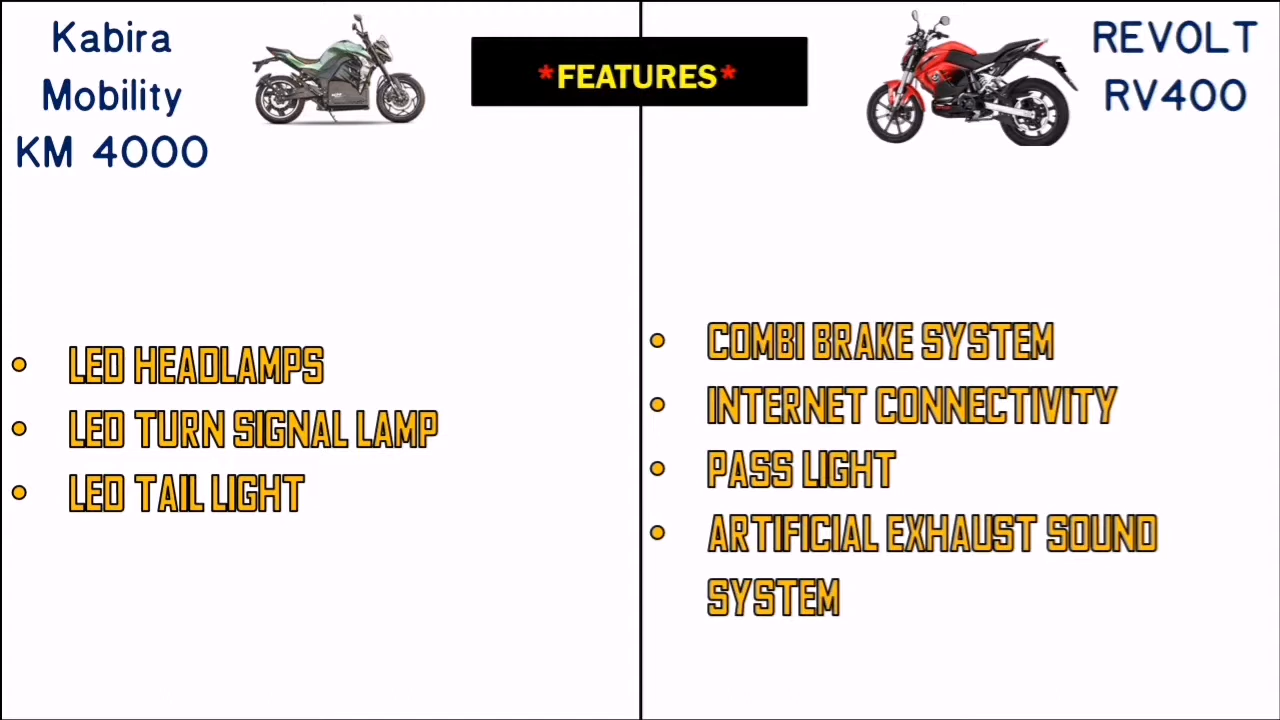 Kabira
Mobility
KM 4000
*FEATURES*
REVOLT
RV400
• LED HEADLAMPS
• LED TURN SIGNAL LAMP
• LED TAIL LIGHT
• COMBI BRAKE SYSTEM
• INTERNET CONNECTIVITY
• PASS LIGHT
• ARTIFICIAL EXHAUST SOUND
SYSTEM